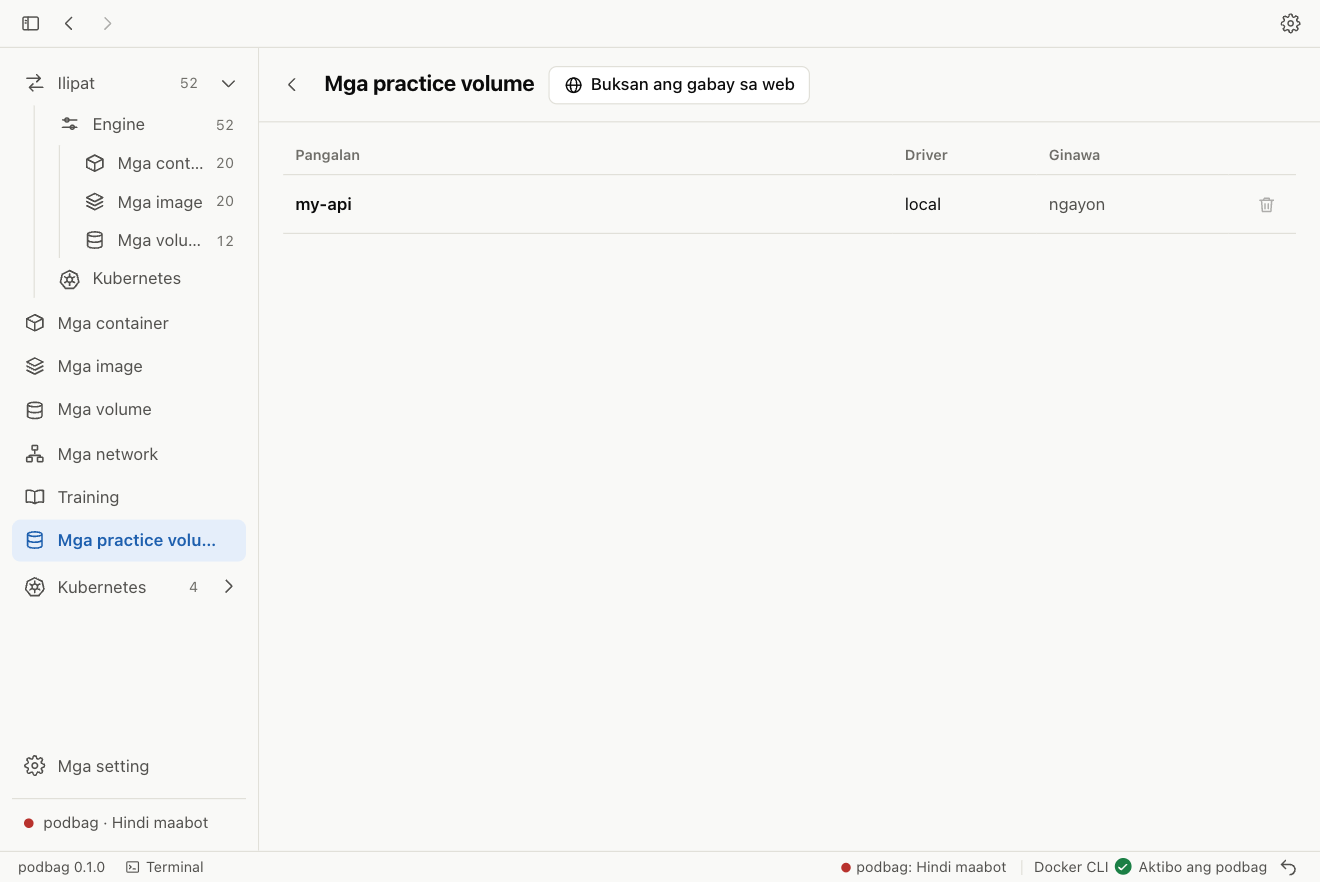 Ilipat 52
Engine 52
Mga cont... 20
Mga image 20
Mga volu... 12
Kubernetes
Mga container
Mga image
Mga volume
Mga network
Training
Mga practice volu...
Kubernetes 4
Mga setting
podbag · Hindi maabot
Mga practice volume Buksan ang gabay sa web
Pangalan Driver Ginawa
my-api local ngayon
podbag 0.1.0 Terminal podbag: Hindi maabot Docker CLI Aktibo ang podbag